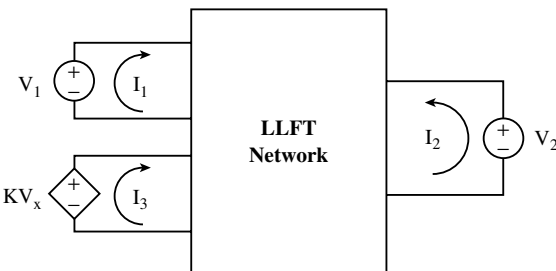 V₁
+
−
I₁
KVₓ
+
−
I₃
LLFT
Network
I₂
+
−
V₂